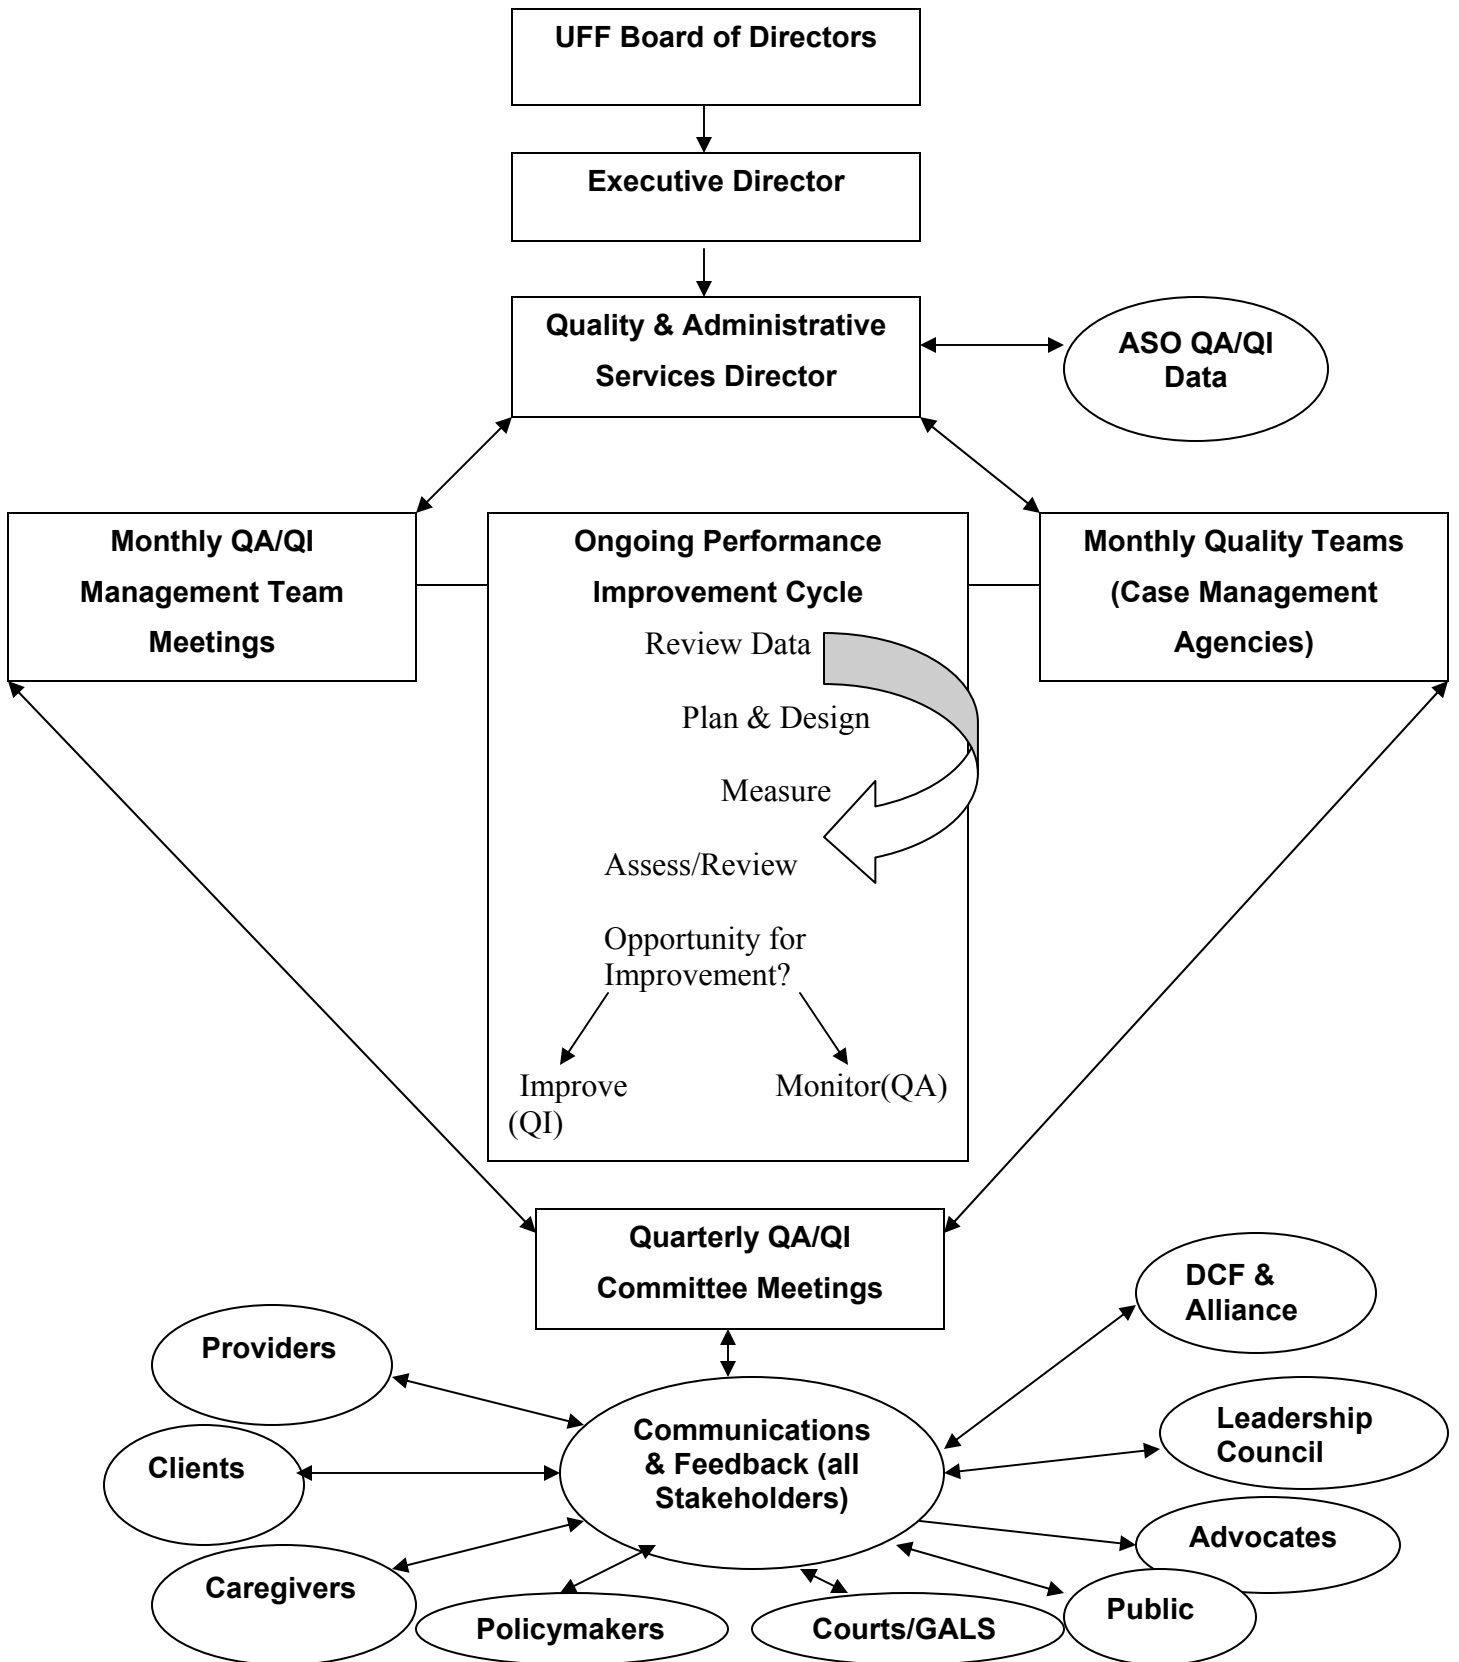 UFF Board of Directors
Executive Director
Quality & Administrative
Services Director
ASO QA/QI
Data
Monthly QA/QI
Management Team
Meetings
Ongoing Performance
Improvement Cycle
Review Data
Plan & Design
Measure
Assess/Review
Opportunity for
Improvement?
Improve
(QI)
Monitor(QA)
Monthly Quality Teams
(Case Management
Agencies)
Quarterly QA/QI
Committee Meetings
DCF &
Alliance
Providers
Communications
& Feedback (all
Stakeholders)
Leadership
Council
Clients
Advocates
Caregivers
Public
Policymakers
Courts/GALS